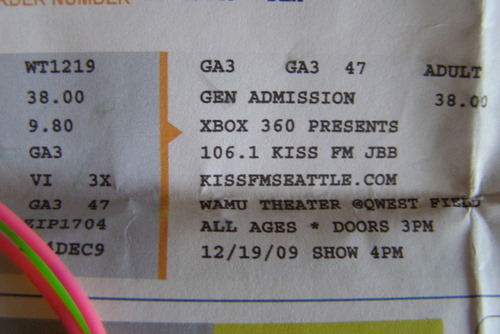 ORDER NUMBER
WT1219
38.00
9.80
GA3
VI 3X
GA3 47
ZIP1704
DEC9
GA3 GA3 47 ADULT
GEN ADMISSION 38.00
XBOX 360 PRESENTS
106.1 KISS FM JBB
KISSFMSEATTLE.COM
WAMU THEATER @QWEST FIELD
ALL AGES * DOORS 3PM
12/19/09 SHOW 4PM